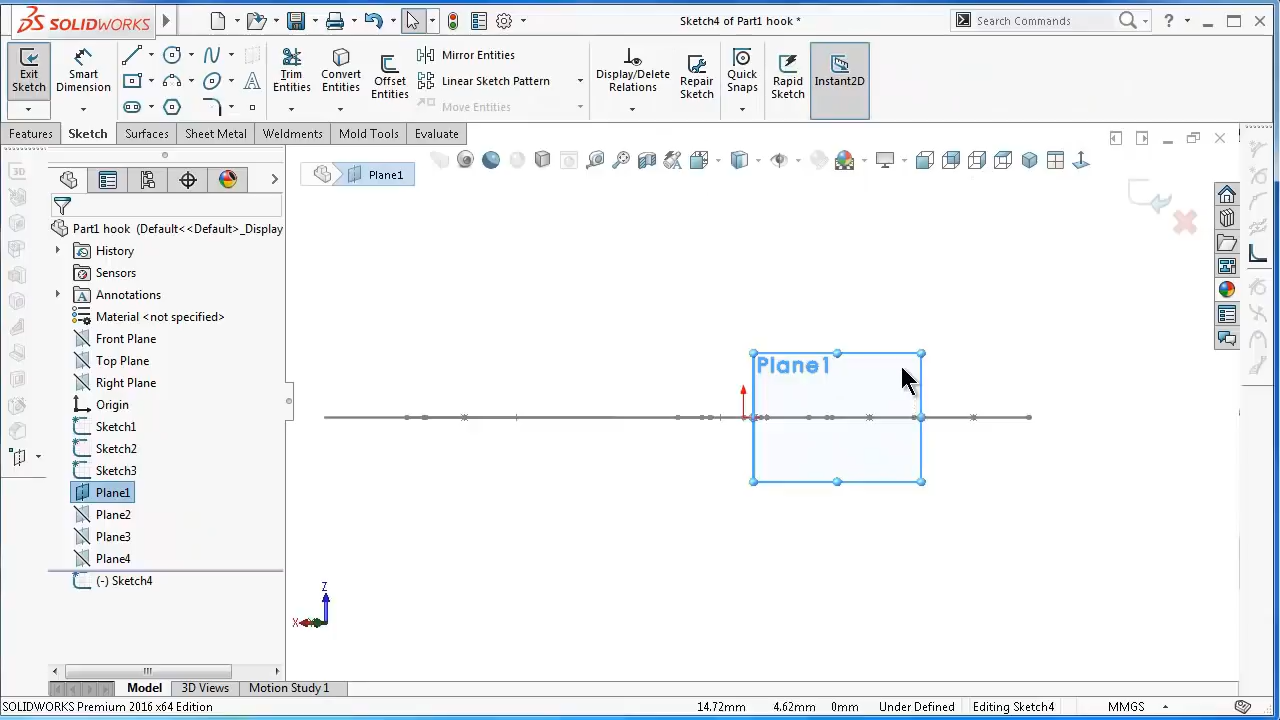 SOLIDWORKS
Sketch4 of Part1 hook *
Search Commands
?
Exit Sketch
Smart Dimension
Trim Entities
Convert Entities
Offset Entities
Mirror Entities
Linear Sketch Pattern
Move Entities
Display/Delete Relations
Repair Sketch
Quick Snaps
Rapid Sketch
Instant2D
Features
Sketch
Surfaces
Sheet Metal
Weldments
Mold Tools
Evaluate
Plane1
Part1 hook (Default<<Default>_Display
History
Sensors
Annotations
Material <not specified>
Front Plane
Top Plane
Right Plane
Origin
Sketch1
Sketch2
Sketch3
Plane1
Plane2
Plane3
Plane4
(-) Sketch4
Plane1
Z
X
Model
3D Views
Motion Study 1
SOLIDWORKS Premium 2016 x64 Edition
14.72mm
4.62mm
0mm
Under Defined
Editing Sketch4
MMGS